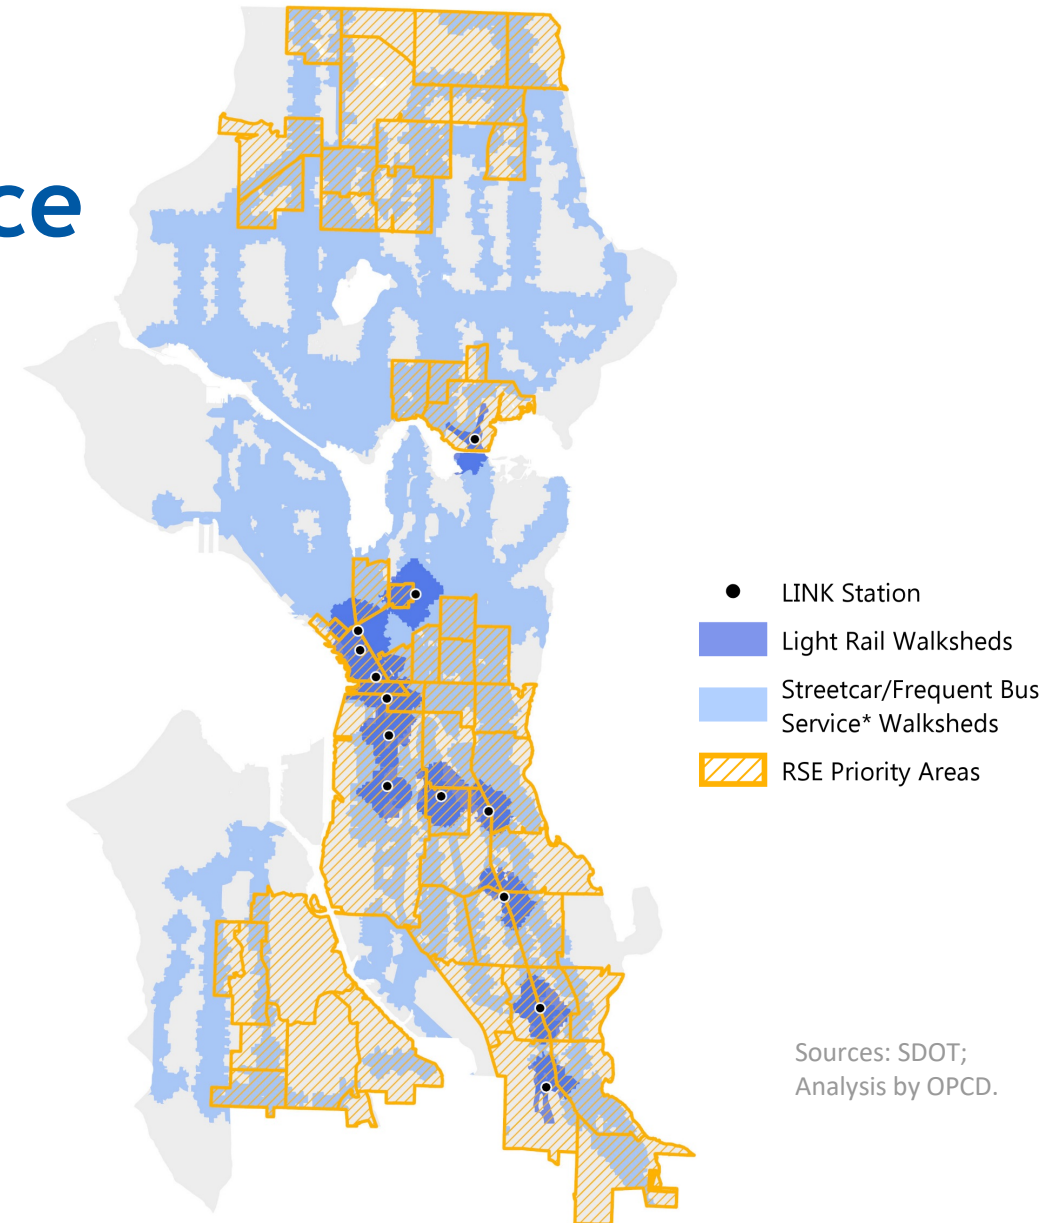 ce
LINK Station
Light Rail Walksheds
Streetcar/Frequent Bus
Service* Walksheds
RSE Priority Areas
Sources: SDOT;
Analysis by OPCD.